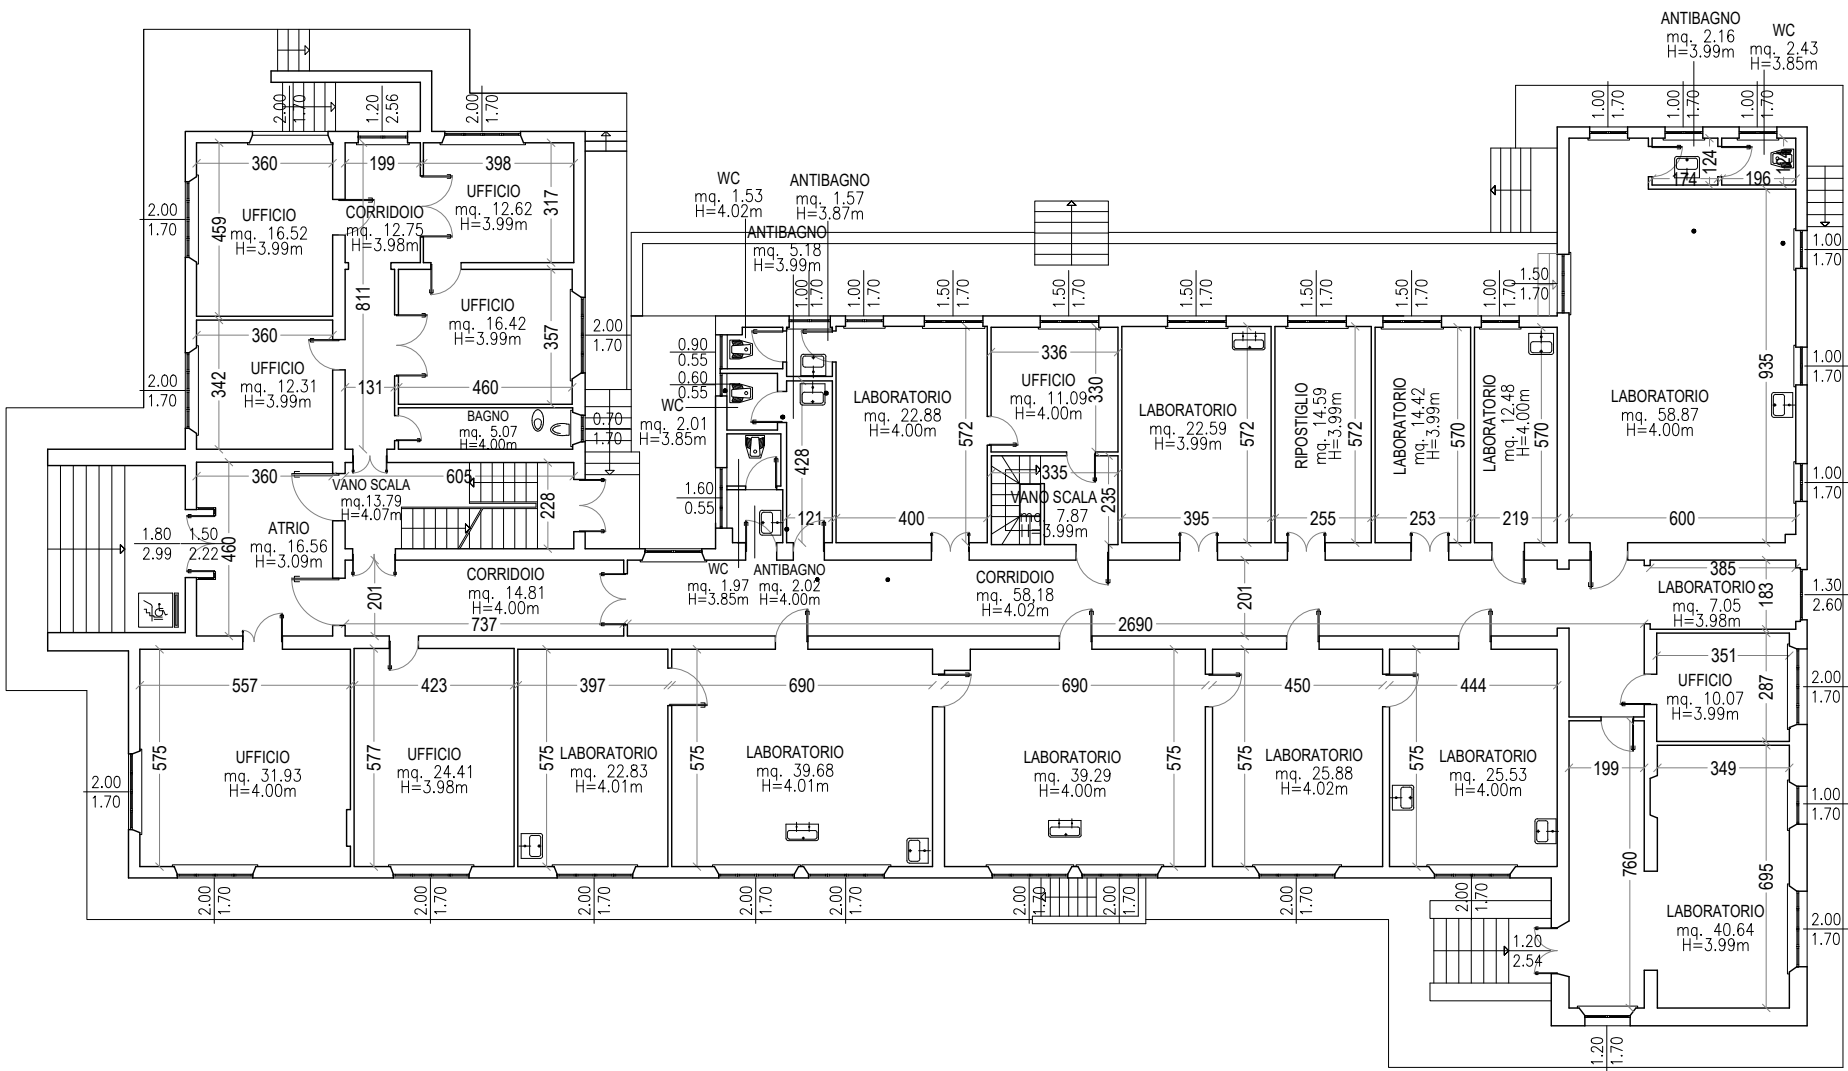 ANTIBAGNO
mq. 2.16
H=3.99m
WC
mq. 2.43
H=3.85m
2.00
1.70
1.20
2.56
2.00
1.70
1.00
1.70
1.00
1.70
1.00
1.70
360
199
398
124
124
174
196
WC
mq. 1.53
H=4.02m
ANTIBAGNO
mq. 1.57
H=3.87m
ANTIBAGNO
mq. 5.18
H=3.99m
2.00
1.70
459
UFFICIO
mq. 16.52
H=3.99m
CORRIDOIO
mq. 12.75
H=3.98m
UFFICIO
mq. 12.62
H=3.99m
317
1.00
1.70
811
UFFICIO
mq. 16.42
H=3.99m
357
2.00
1.70
1.00
1.70
1.00
1.70
1.50
1.70
1.50
1.70
1.50
1.70
1.50
1.70
1.50
1.70
1.00
1.70
1.50
1.70
935
360
342
UFFICIO
mq. 12.31
H=3.99m
131
460
2.00
1.70
0.90
0.55
0.60
0.55
WC
mq. 2.01
H=3.85m
336
UFFICIO
mq. 11.09
H=4.00m
330
1.00
1.70
BAGNO
mq. 5.07
H=4.00m
0.70
1.70
LABORATORIO
mq. 22.88
H=4.00m
572
LABORATORIO
mq. 22.59
H=3.99m
572
RIPOSTIGLIO
mq. 14.59
H=3.99m
572
LABORATORIO
mq. 14.42
H=3.99m
570
LABORATORIO
mq. 12.48
H=4.00m
570
LABORATORIO
mq. 58.87
H=4.00m
360
605
VANO SCALA
mq.13.79
H=4.07m
228
428
1.60
0.55
335
VANO SCALA
mq. 7.87
H=3.99m
235
1.00
1.70
1.80
2.99
1.50
2.22
460
ATRIO
mq. 16.56
H=3.09m
121
400
395
255
253
219
600
CORRIDOIO
mq. 14.81
H=4.00m
201
WC
mq. 1.97
H=3.85m
ANTIBAGNO
mq. 2.02
H=4.00m
CORRIDOIO
mq. 58,18
H=4.02m
201
385
LABORATORIO
mq. 7.05
H=3.98m
183
1.30
2.60
737
2690
557
423
397
690
690
450
444
351
UFFICIO
mq. 10.07
H=3.99m
287
2.00
1.70
575
UFFICIO
mq. 31.93
H=4.00m
577
UFFICIO
mq. 24.41
H=3.98m
575
LABORATORIO
mq. 22.83
H=4.01m
575
LABORATORIO
mq. 39.68
H=4.01m
LABORATORIO
mq. 39.29
H=4.00m
575
575
LABORATORIO
mq. 25.88
H=4.02m
575
LABORATORIO
mq. 25.53
H=4.00m
199
349
2.00
1.70
1.00
1.70
760
695
2.00
1.70
2.00
1.70
2.00
1.70
2.00
1.70
2.00
1.70
2.00
1.70
2.00
1.70
2.00
1.70
2.00
1.70
LABORATORIO
mq. 40.64
H=3.99m
2.00
1.70
1.20
2.54
1.20
1.70